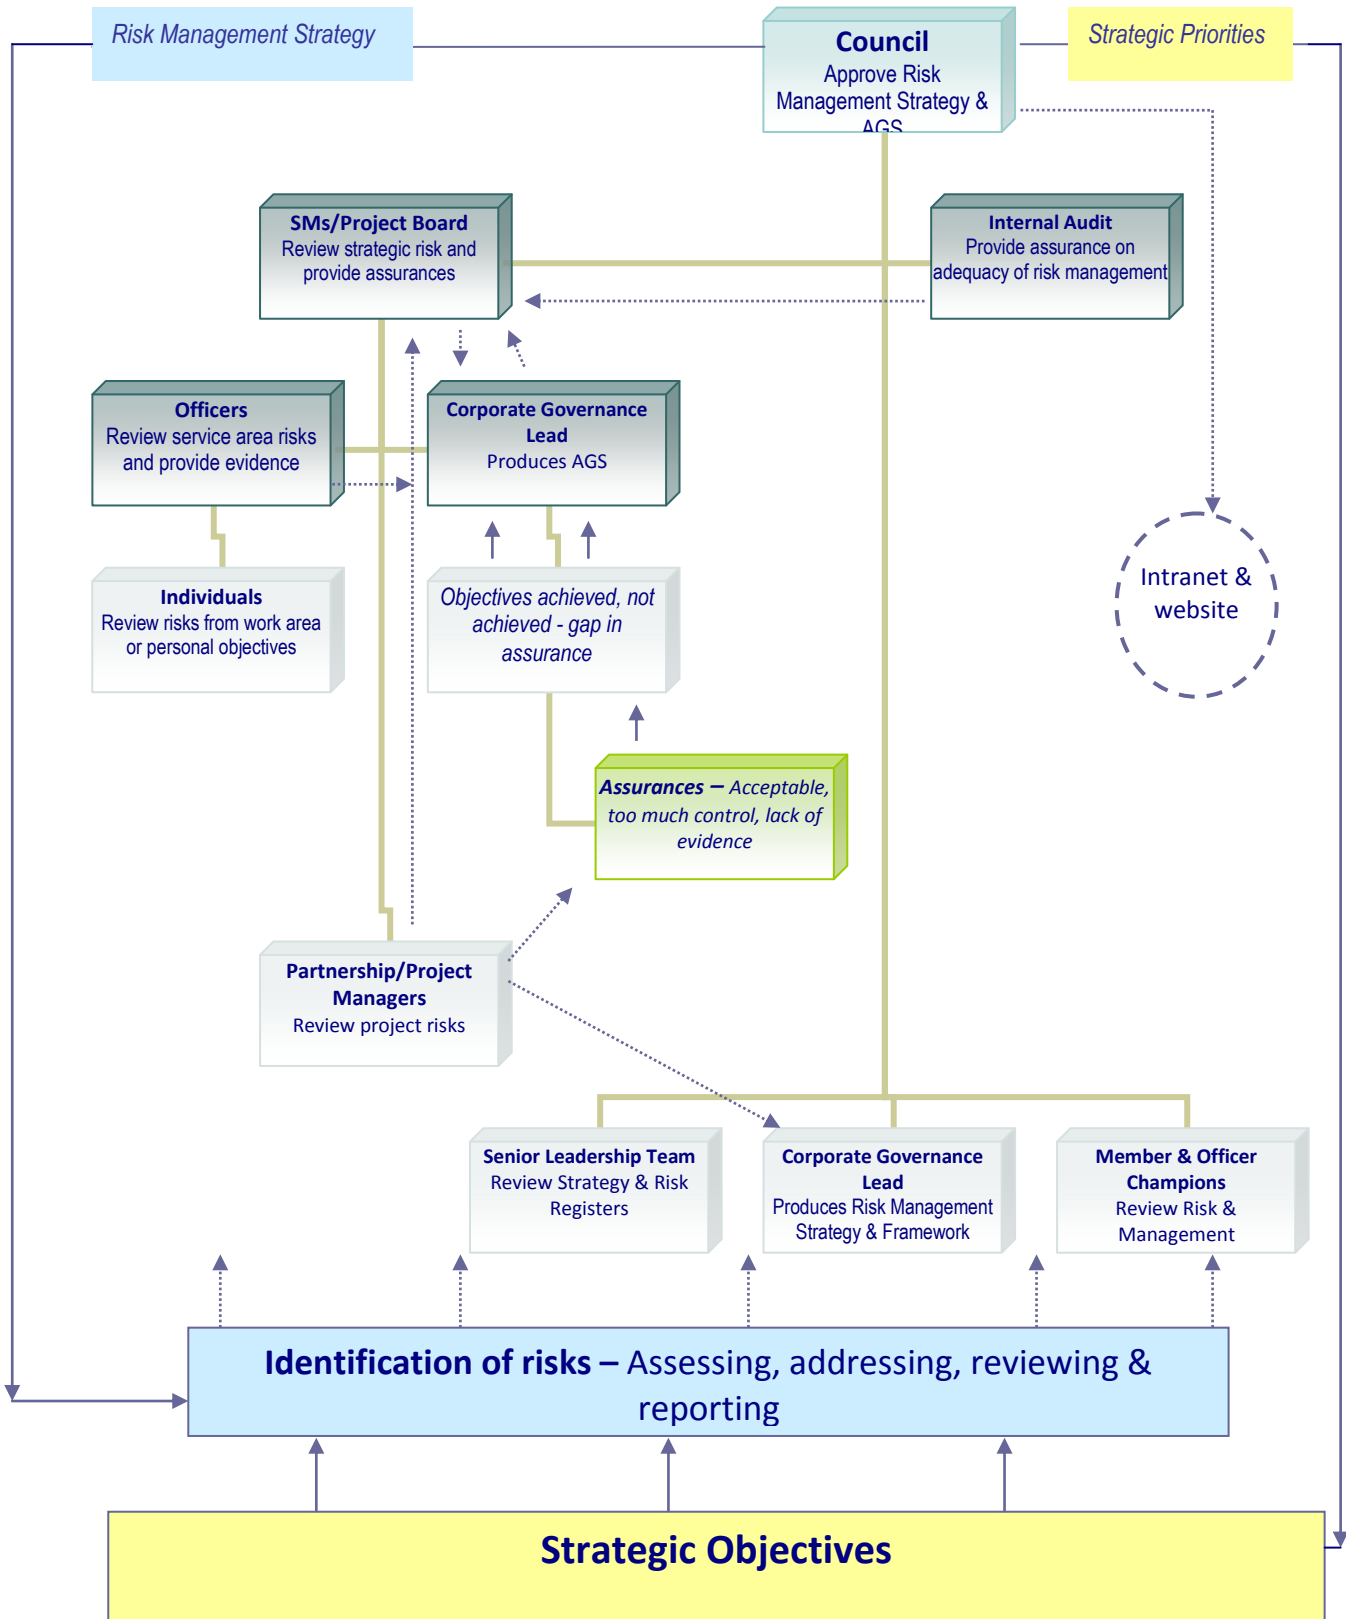 Risk Management Strategy
Council
Approve Risk
Management Strategy &
AGS
Strategic Priorities
SMs/Project Board
Review strategic risk and
provide assurances
Internal Audit
Provide assurance on
adequacy of risk management
Officers
Review service area risks
and provide evidence
Corporate Governance
Lead
Produces AGS
Individuals
Review risks from work area
or personal objectives
Objectives achieved, not
achieved - gap in
assurance
Intranet &
website
Assurances – Acceptable,
too much control, lack of
evidence
Partnership/Project
Managers
Review project risks
Senior Leadership Team
Review Strategy & Risk
Registers
Corporate Governance
Lead
Produces Risk Management
Strategy & Framework
Member & Officer
Champions
Review Risk &
Management
Identification of risks – Assessing, addressing, reviewing &
reporting
Strategic Objectives